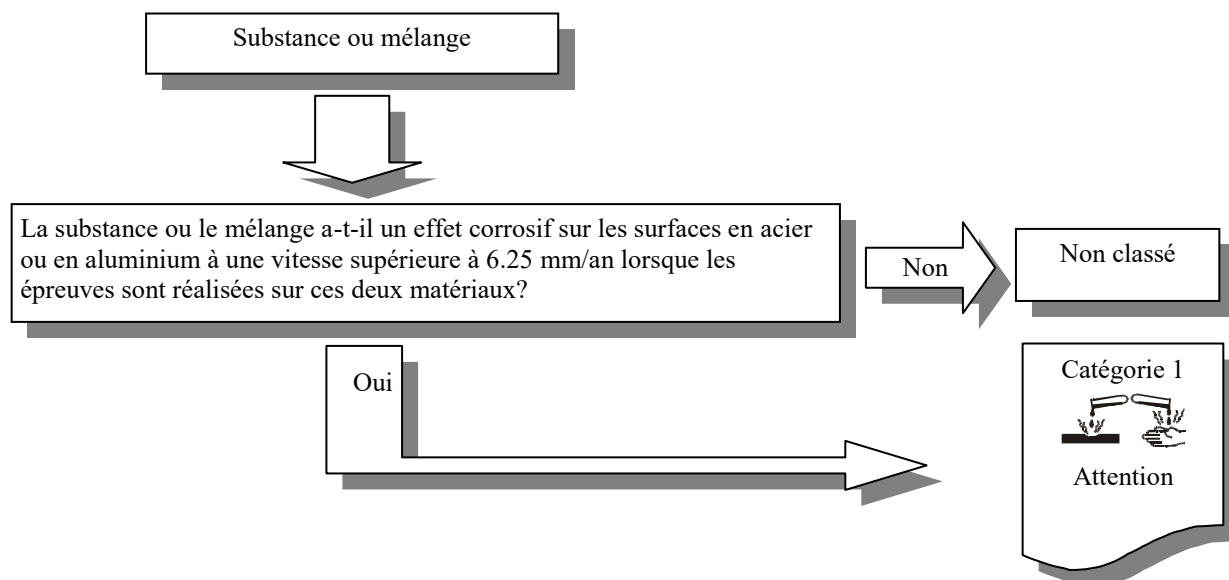 Substance ou mélange
La substance ou le mélange a-t-il un effet corrosif sur les surfaces en acier
ou en aluminium à une vitesse supérieure à 6.25 mm/an lorsque les
épreuves sont réalisées sur ces deux matériaux?
Non
Non classé
Oui
Catégorie 1
Attention